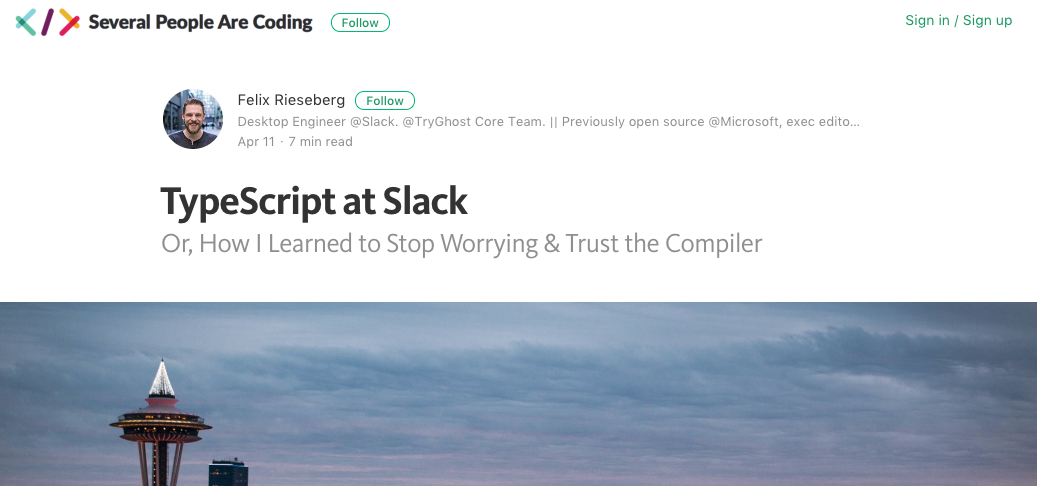 Several People Are Coding Follow Sign in / Sign up
Felix Rieseberg Follow
Desktop Engineer @Slack. @TryGhost Core Team. || Previously open source @Microsoft, exec edito...
Apr 11 · 7 min read
TypeScript at Slack
Or, How I Learned to Stop Worrying & Trust the Compiler